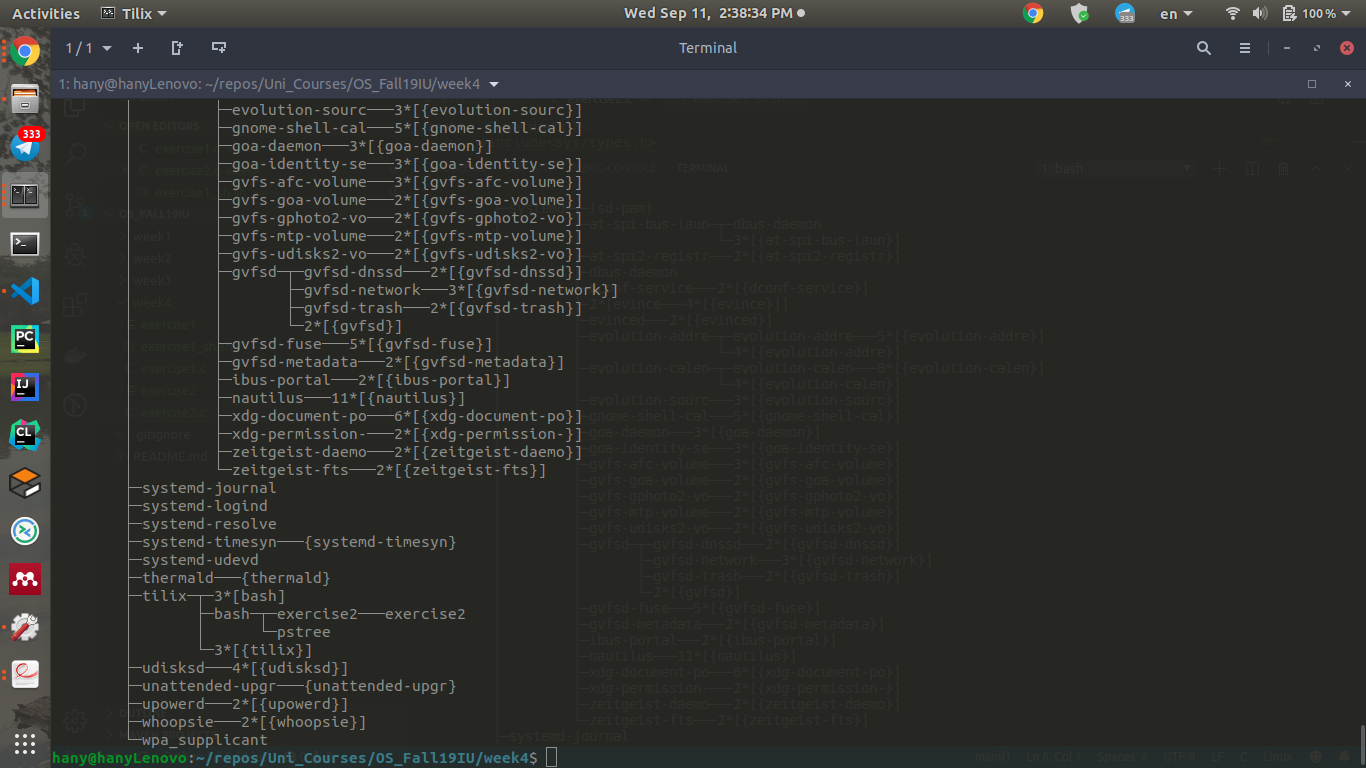 Activities Tilix Wed Sep 11, 2:38:34 PM 333 en 100 %
1 / 1 Terminal
1: hany@hanyLenovo: ~/repos/Uni_Courses/OS_Fall19IU/week4
├─evolution-sourc───3*[{evolution-sourc}]
├─gnome-shell-cal───5*[{gnome-shell-cal}]
├─goa-daemon───3*[{goa-daemon}]
├─goa-identity-se───3*[{goa-identity-se}]
├─gvfs-afc-volume───3*[{gvfs-afc-volume}]
├─gvfs-goa-volume───2*[{gvfs-goa-volume}]
├─gvfs-gphoto2-vo───2*[{gvfs-gphoto2-vo}]
├─gvfs-mtp-volume───2*[{gvfs-mtp-volume}]
├─gvfs-udisks2-vo───2*[{gvfs-udisks2-vo}]
├─gvfsd─┬─gvfsd-dnssd───2*[{gvfsd-dnssd}]
├─gvfsd-network───3*[{gvfsd-network}]
├─gvfsd-trash───2*[{gvfsd-trash}]
└─2*[{gvfsd}]
├─gvfsd-fuse───5*[{gvfsd-fuse}]
├─gvfsd-metadata───2*[{gvfsd-metadata}]
├─ibus-portal───2*[{ibus-portal}]
├─nautilus───11*[{nautilus}]
├─xdg-document-po───6*[{xdg-document-po}]
├─xdg-permission-───2*[{xdg-permission-}]
├─zeitgeist-daemo───2*[{zeitgeist-daemo}]
└─zeitgeist-fts───2*[{zeitgeist-fts}]
├─systemd-journal
├─systemd-logind
├─systemd-resolve
├─systemd-timesyn───{systemd-timesyn}
├─systemd-udevd
├─thermald───{thermald}
├─tilix─┬─3*[bash]
├─bash─┬─exercise2───exercise2
└─pstree
└─3*[{tilix}]
├─udisksd───4*[{udisksd}]
├─unattended-upgr───{unattended-upgr}
├─upowerd───2*[{upowerd}]
├─whoopsie───2*[{whoopsie}]
└─wpa_supplicant
hany@hanyLenovo:~/repos/Uni_Courses/OS_Fall19IU/week4$
333
PC
IJ
CL